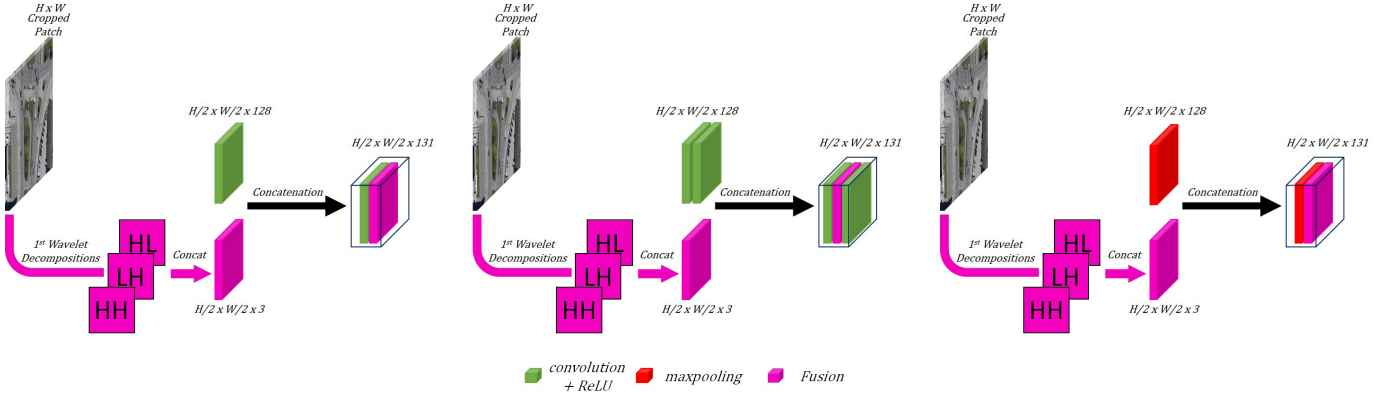 H x W
Cropped
Patch
H/2 x W/2 x 128
H/2 x W/2 x 131
Concatenation
1st Wavelet
Decompositions
HL
LH
HH
Concat
H/2 x W/2 x 3
H x W
Cropped
Patch
H/2 x W/2 x 128
H/2 x W/2 x 131
Concatenation
1st Wavelet
Decompositions
HL
LH
HH
Concat
H/2 x W/2 x 3
H x W
Cropped
Patch
H/2 x W/2 x 128
H/2 x W/2 x 131
Concatenation
1st Wavelet
Decompositions
HL
LH
HH
Concat
H/2 x W/2 x 3
convolution
+ ReLU
maxpooling
Fusion